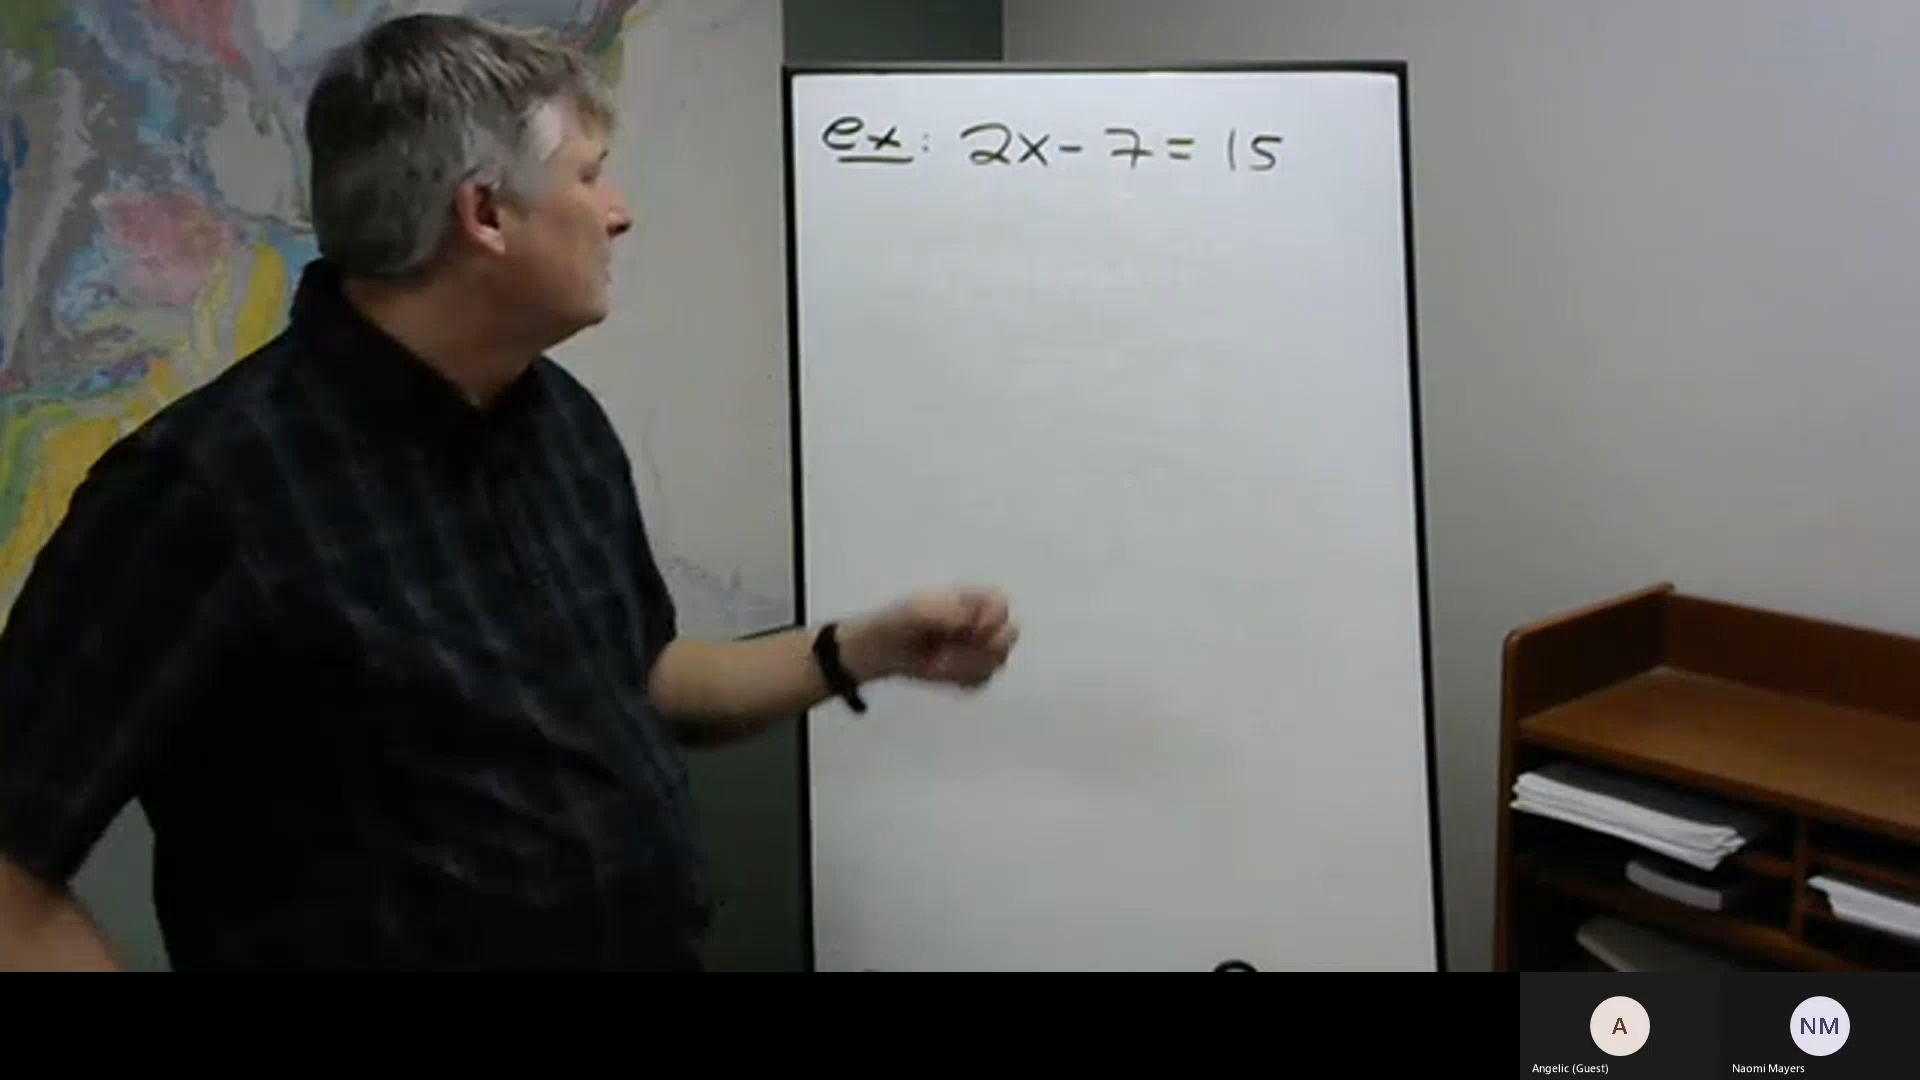 ex: 2x - 7 = 15
A
NM
Angelic (Guest)
Naomi Mayers